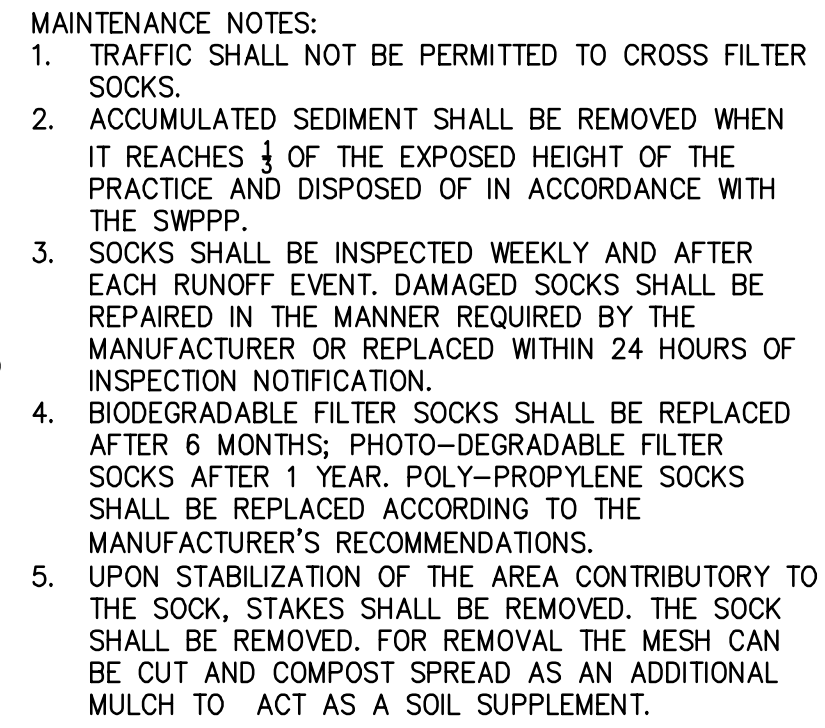 MAINTENANCE NOTES:
1. TRAFFIC SHALL NOT BE PERMITTED TO CROSS FILTER
SOCKS.
2. ACCUMULATED SEDIMENT SHALL BE REMOVED WHEN
IT REACHES 1/3 OF THE EXPOSED HEIGHT OF THE
PRACTICE AND DISPOSED OF IN ACCORDANCE WITH
THE SWPPP.
3. SOCKS SHALL BE INSPECTED WEEKLY AND AFTER
EACH RUNOFF EVENT. DAMAGED SOCKS SHALL BE
REPAIRED IN THE MANNER REQUIRED BY THE
MANUFACTURER OR REPLACED WITHIN 24 HOURS OF
INSPECTION NOTIFICATION.
4. BIODEGRADABLE FILTER SOCKS SHALL BE REPLACED
AFTER 6 MONTHS; PHOTO-DEGRADABLE FILTER
SOCKS AFTER 1 YEAR. POLY-PROPYLENE SOCKS
SHALL BE REPLACED ACCORDING TO THE
MANUFACTURER'S RECOMMENDATIONS.
5. UPON STABILIZATION OF THE AREA CONTRIBUTORY TO
THE SOCK, STAKES SHALL BE REMOVED. THE SOCK
SHALL BE REMOVED. FOR REMOVAL THE MESH CAN
BE CUT AND COMPOST SPREAD AS AN ADDITIONAL
MULCH TO ACT AS A SOIL SUPPLEMENT.